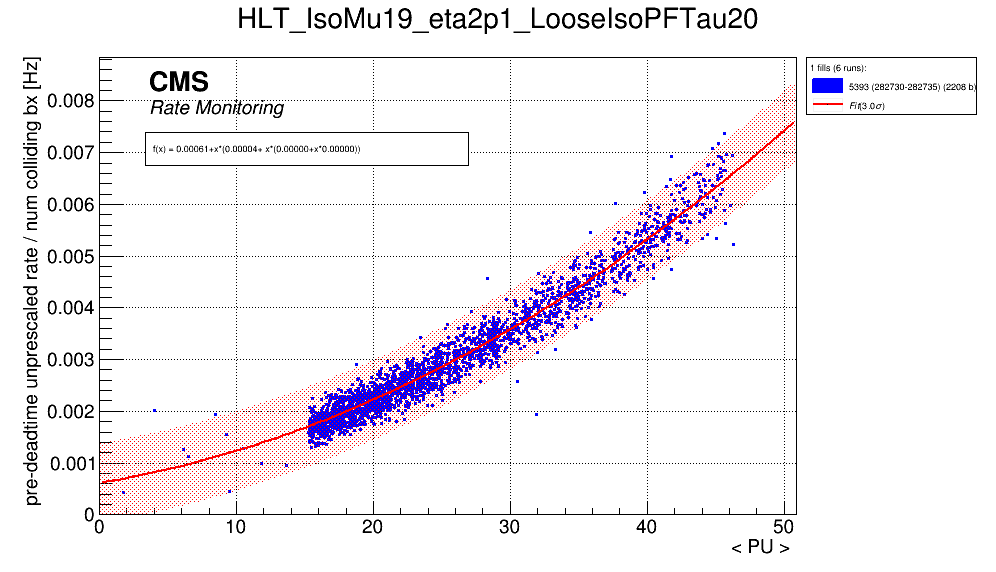 HLT_IsoMu19_eta2p1_LooseIsoPFTau20
pre-deadtime unprescaled rate / num colliding bx [Hz]
CMS
Rate Monitoring
f(x) = 0.00061+x*(0.00004+ x*(0.00000+x*0.00000))
0.008
0.007
0.006
0.005
0.004
0.003
0.002
0.001
0
0 10 20 30 40 50
< PU >
1 fills (6 runs):
5393 (282730-282735) (2208 b)
Fit(3.0σ)